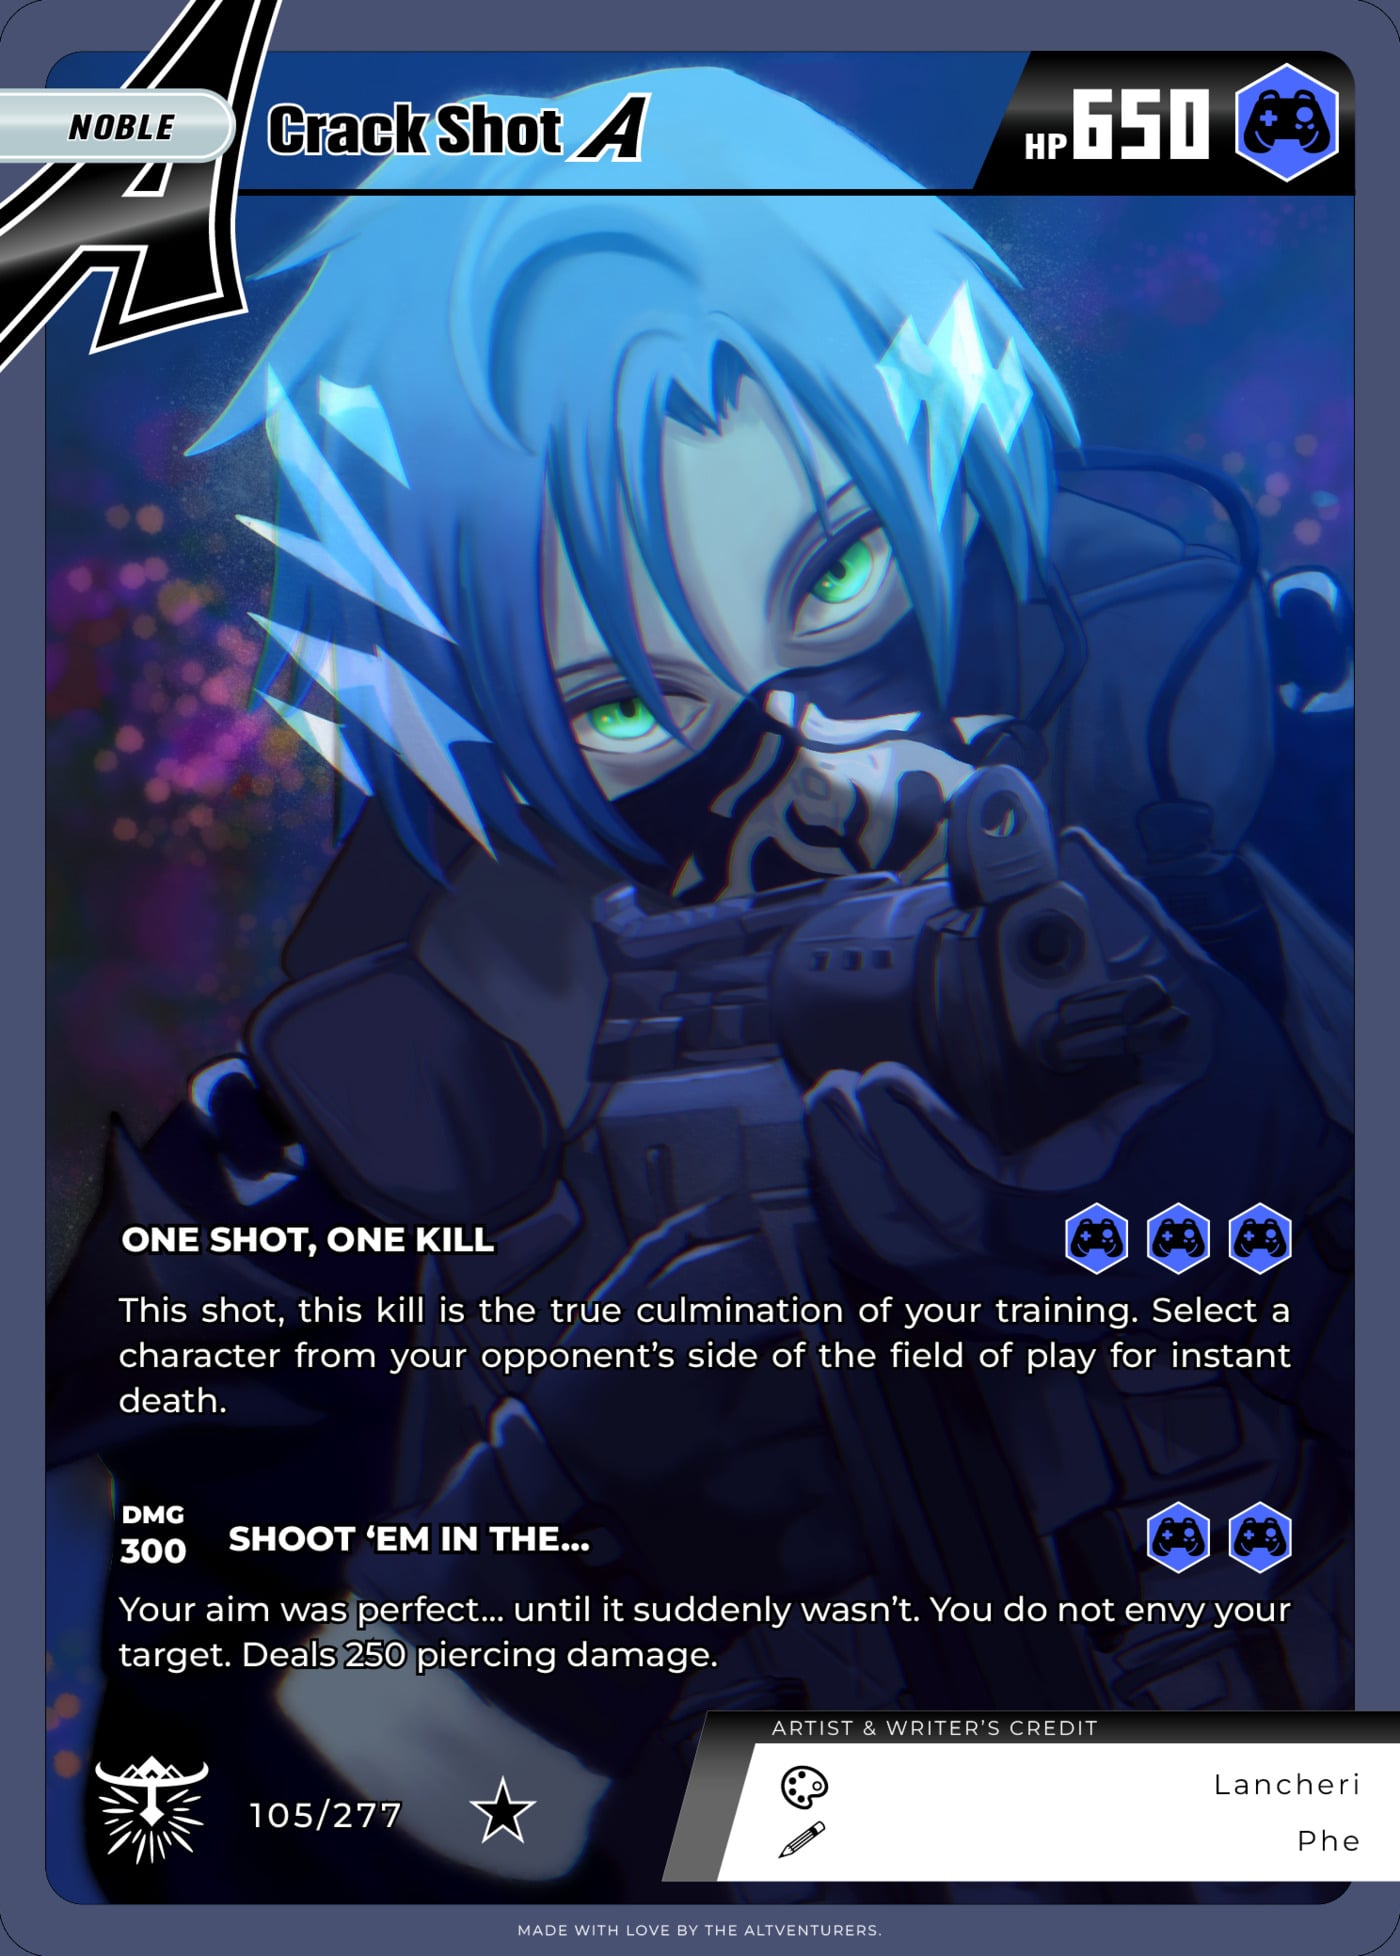 A
NOBLE
Crack Shot A
HP 650
ONE SHOT, ONE KILL
This shot, this kill is the true culmination of your training. Select a
character from your opponent’s side of the field of play for instant
death.
DMG
300
SHOOT ‘EM IN THE...
Your aim was perfect... until it suddenly wasn’t. You do not envy your
target. Deals 250 piercing damage.
ARTIST & WRITER’S CREDIT
Lancheri
Phe
105/277
MADE WITH LOVE BY THE ALTVENTURERS.